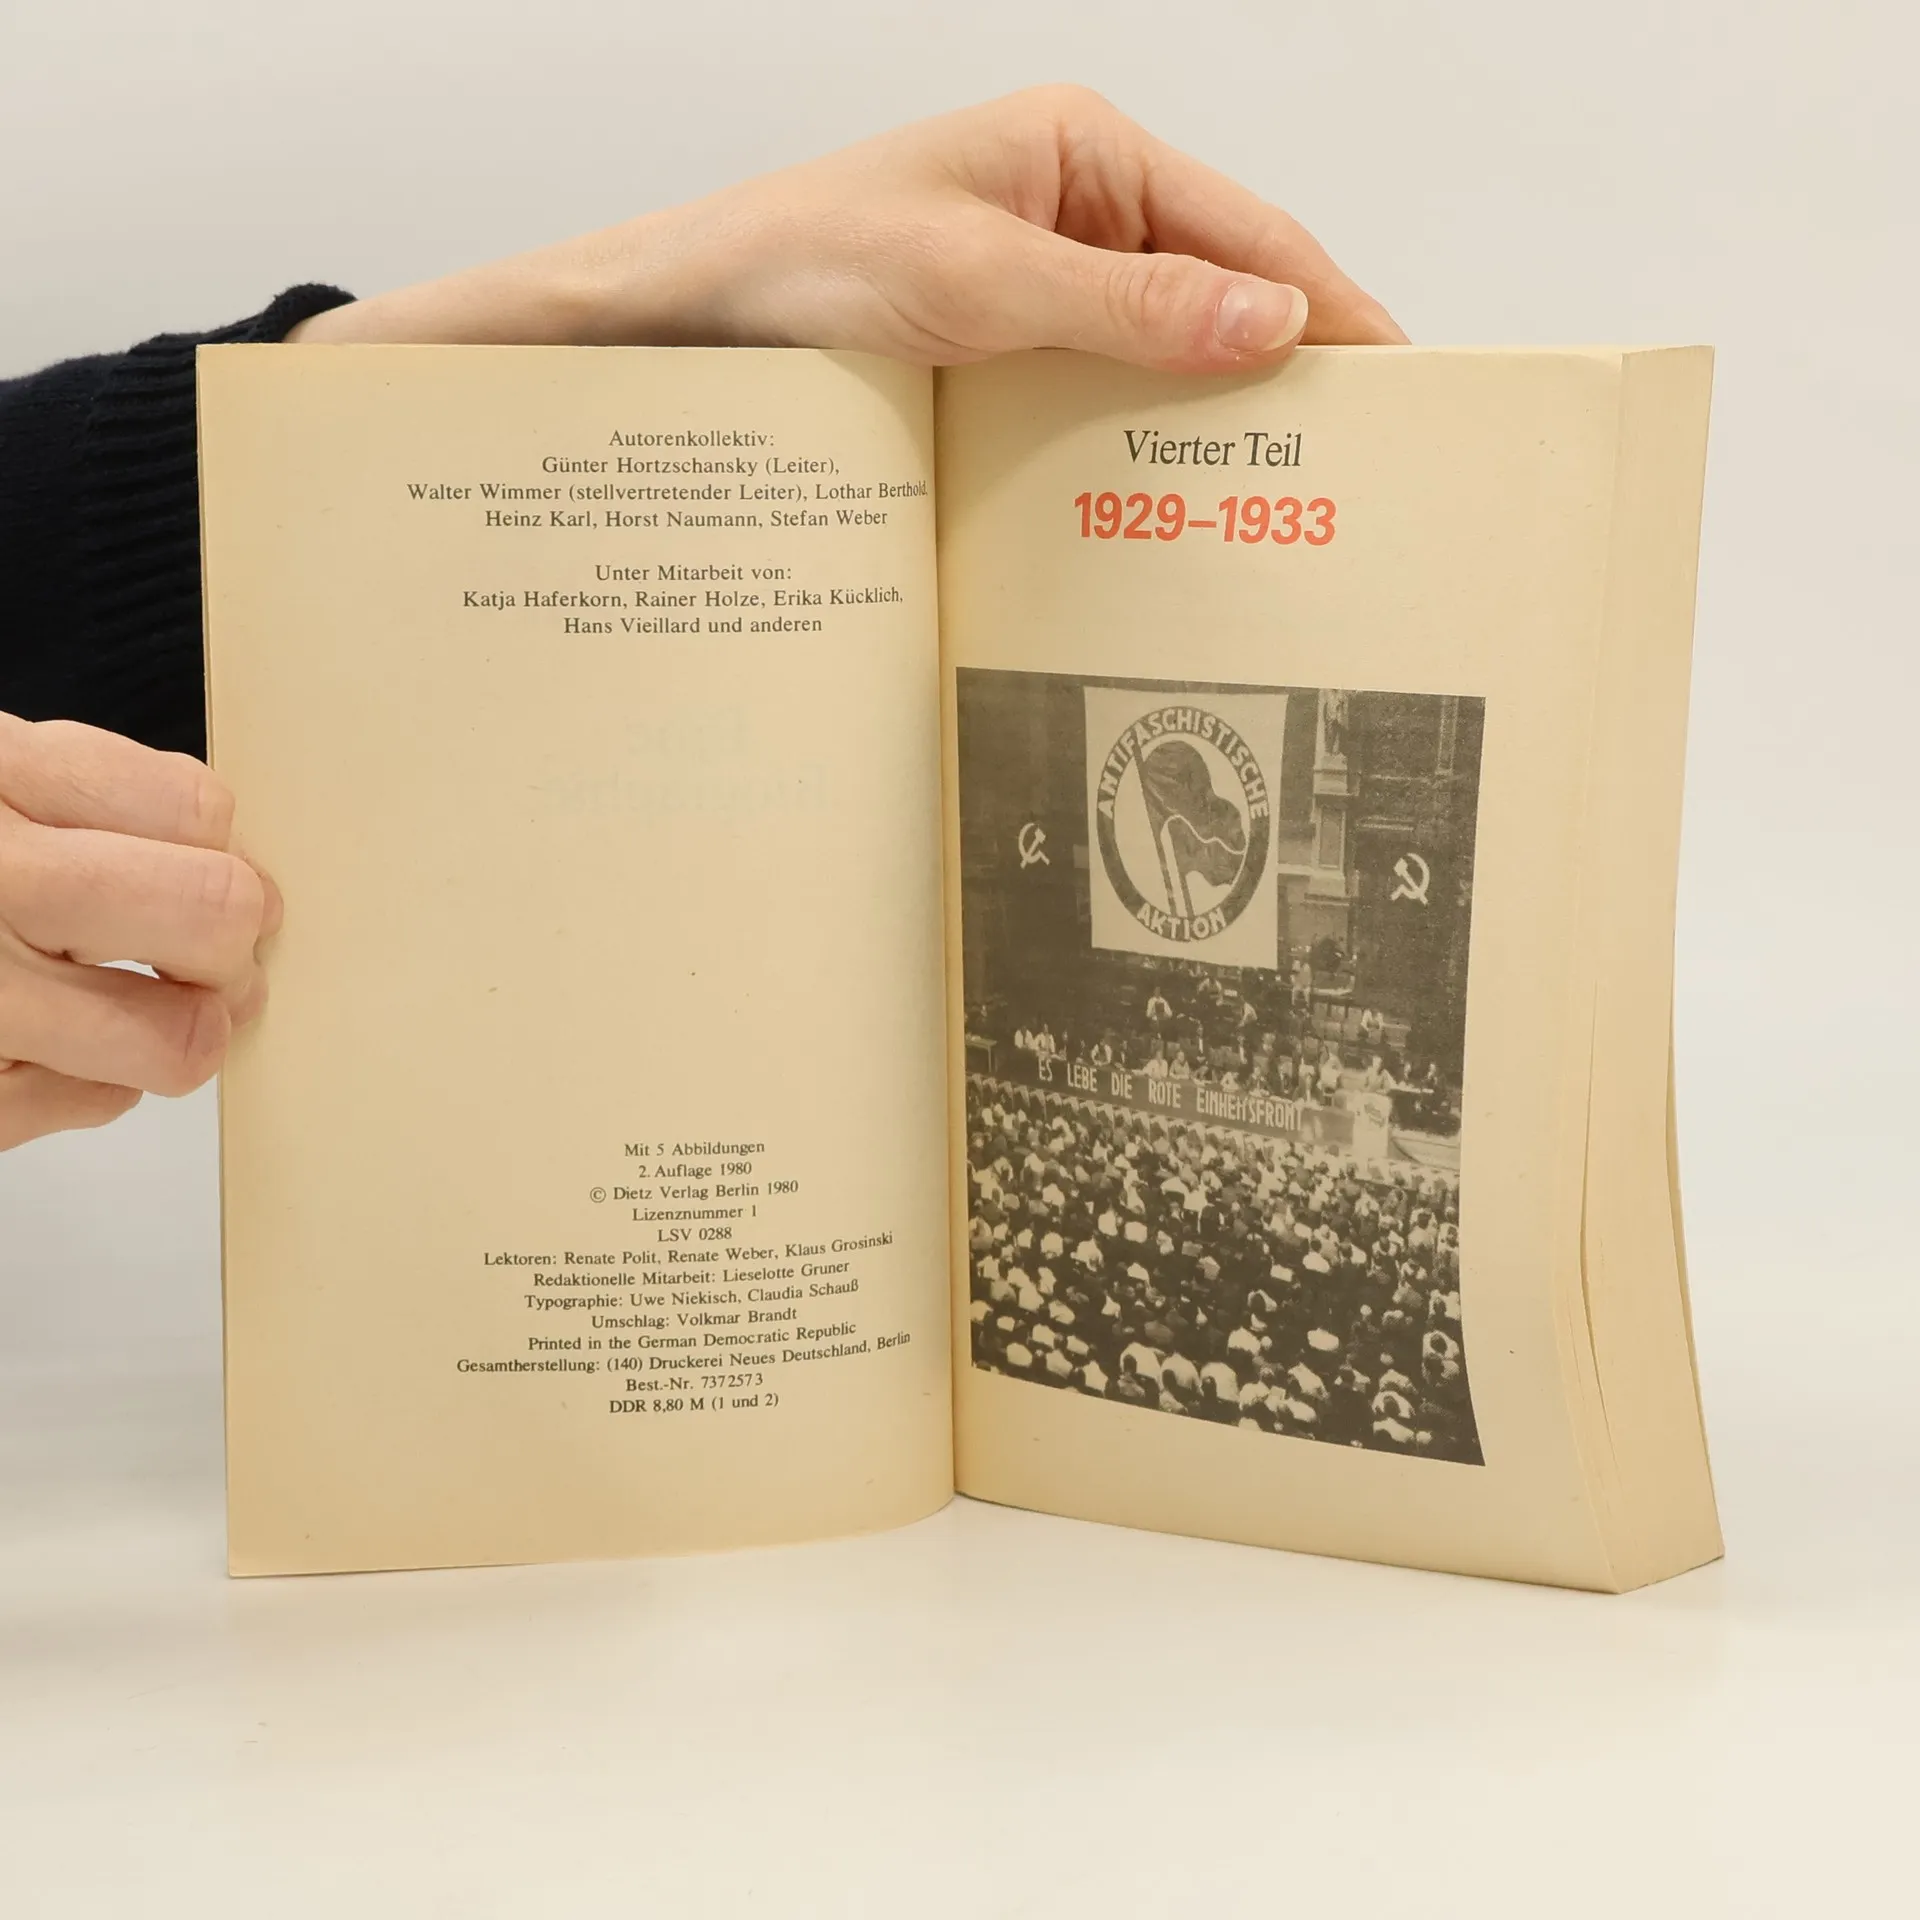 Autorenkollektiv:
Günter Hortzschansky (Leiter),
Walter Wimmer (stellvertretender Leiter), Lothar Berthold,
Heinz Karl, Horst Naumann, Stefan Weber
Unter Mitarbeit von:
Katja Haferkorn, Rainer Holze, Erika Kücklich,
Hans Vieillard und anderen
Mit 5 Abbildungen
2. Auflage 1980
© Dietz Verlag Berlin 1980
Lizenznummer 1
LSV 0288
Lektoren: Renate Polit, Renate Weber, Klaus Grosinski
Redaktionelle Mitarbeit: Lieselotte Gruner
Typographie: Uwe Niekisch, Claudia Schauß
Umschlag: Volkmar Brandt
Printed in the German Democratic Republic
Gesamtherstellung: (140) Druckerei Neues Deutschland, Berlin
Best.-Nr. 7372573
DDR 8,80 M (1 und 2)
Vierter Teil
1929–1933
ANTIFASCHISTISCHE
AKTION
ES LEBE DIE ROTE EINHEITSFRONT